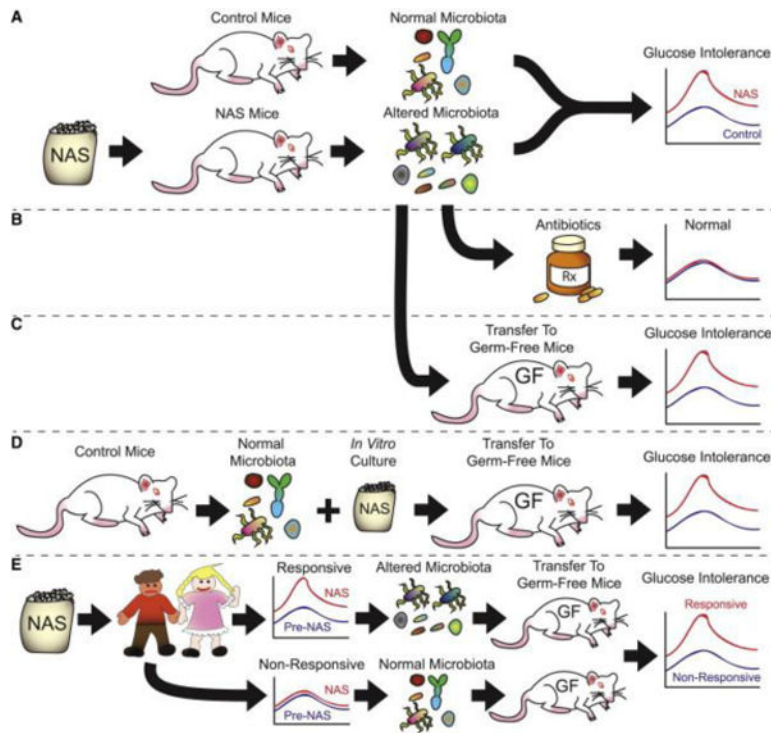 A
Control Mice
Normal Microbiota
Glucose Intolerance
NAS
Control
NAS
NAS Mice
Altered Microbiota
B
Antibiotics
Normal
Rx
C
Transfer To
Germ-Free Mice
Glucose Intolerance
GF
D
Control Mice
Normal
Microbiota
In Vitro
Culture
Transfer To
Germ-Free Mice
Glucose Intolerance
NAS
GF
E
NAS
Responsive
NAS
Pre-NAS
Altered Microbiota
Transfer To
Germ-Free Mice
GF
Glucose Intolerance
Responsive
Non-Responsive
Non-Responsive
NAS
Pre-NAS
Normal Microbiota
GF